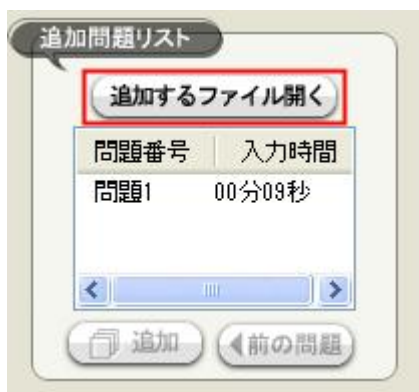 追加問題リスト
追加するファイル開く
問題番号 入力時間
問題1 00分09秒
追加 前の問題